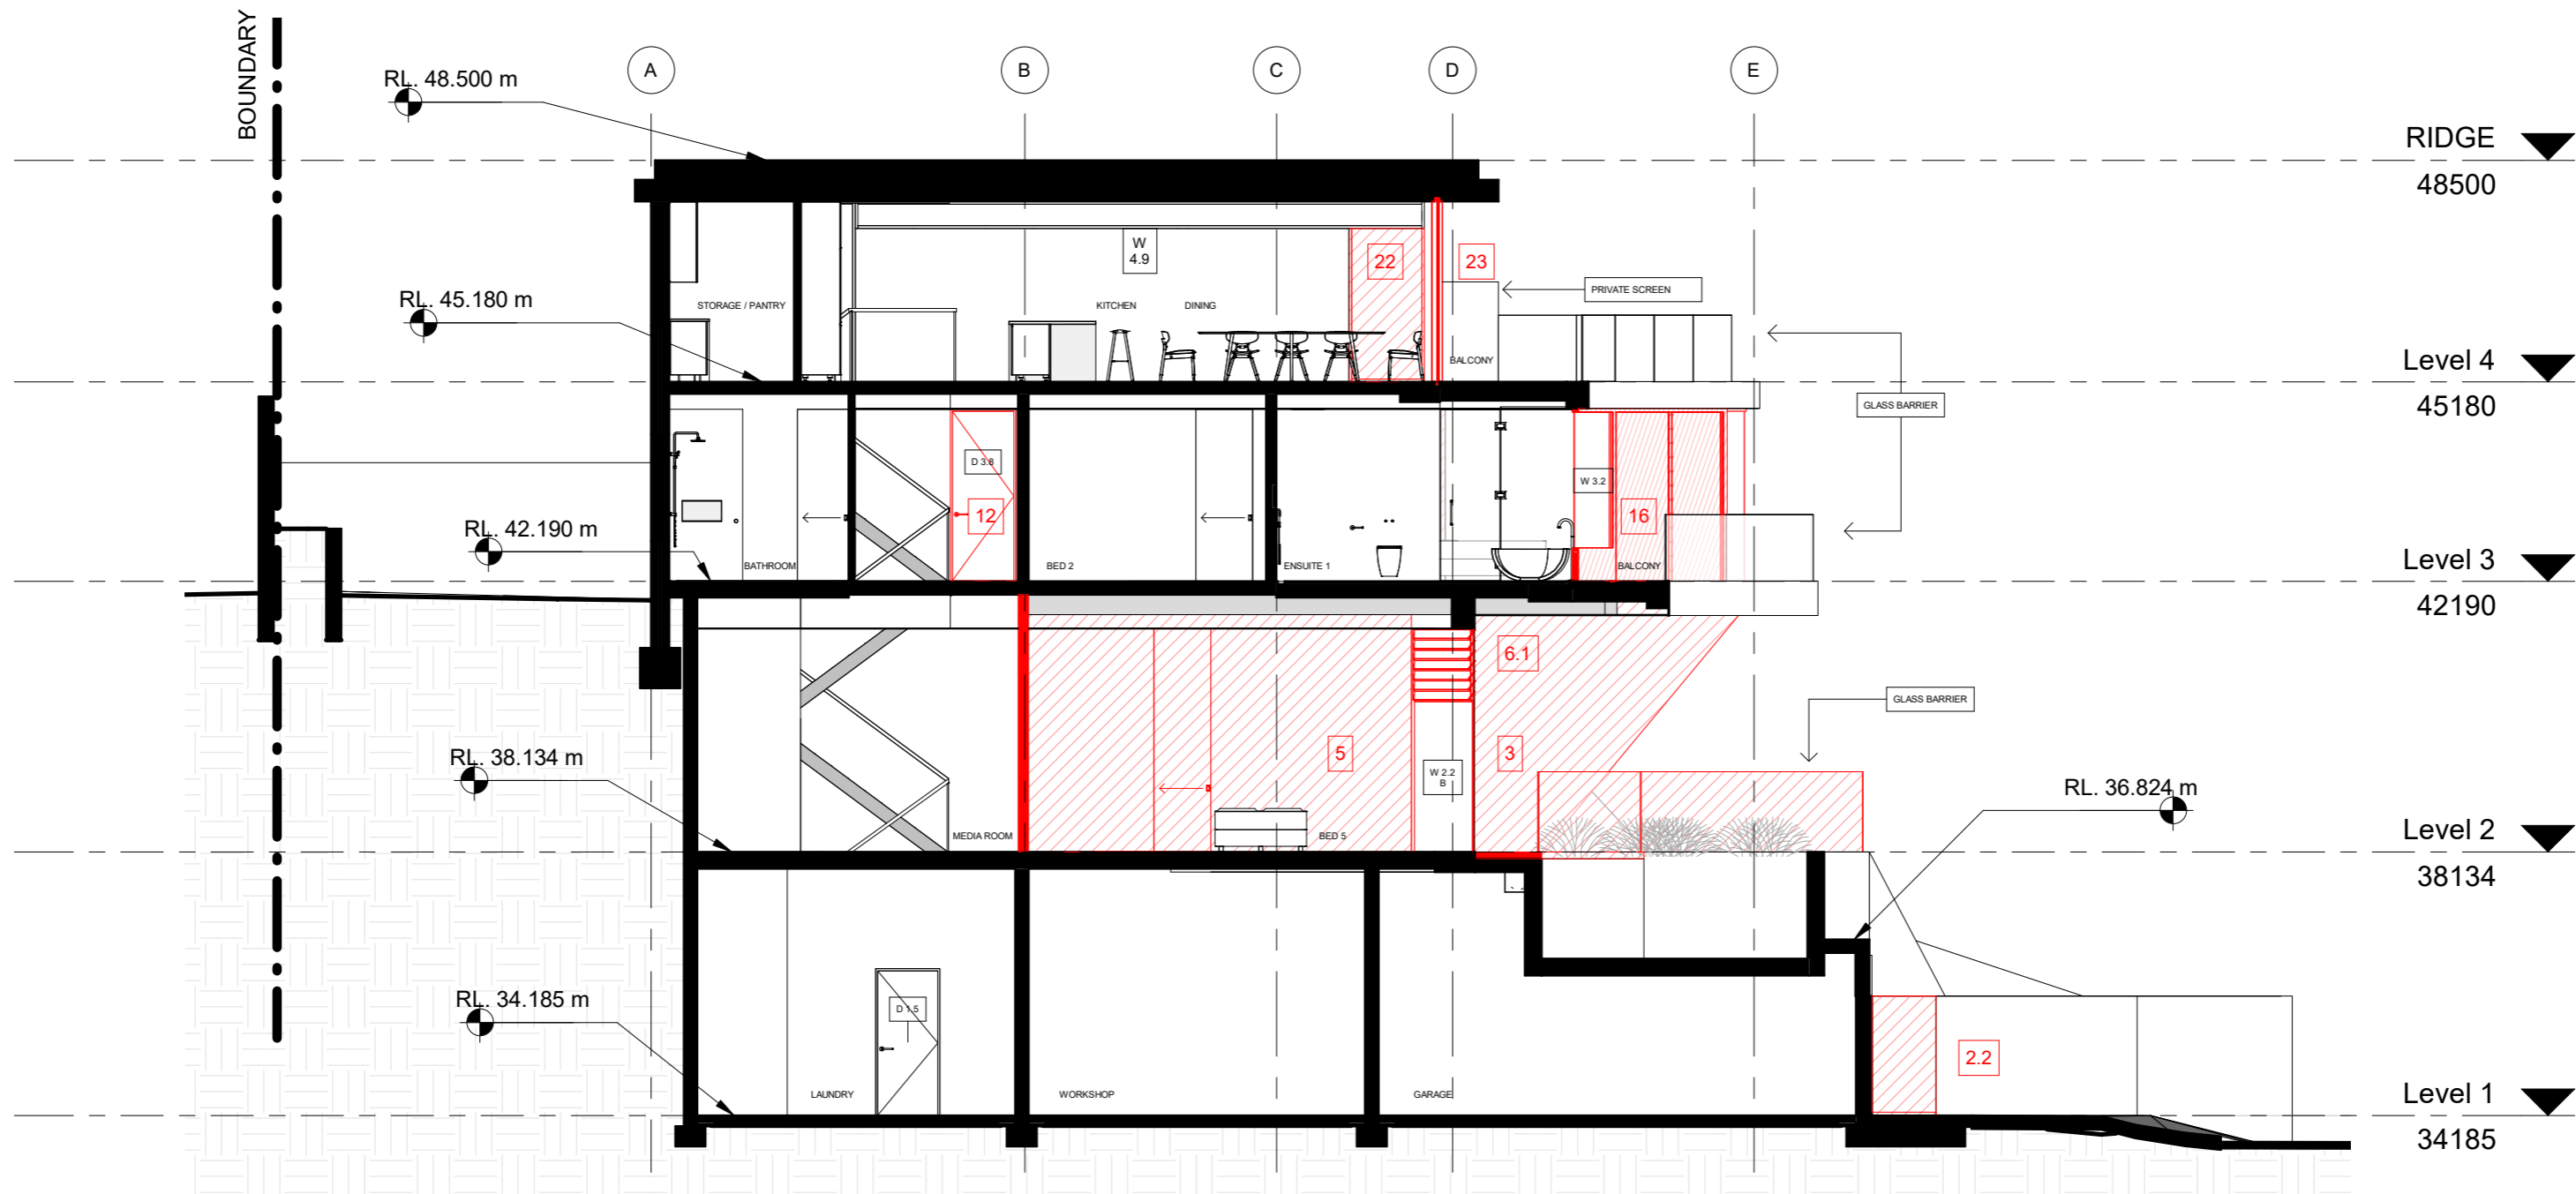 BOUNDARY
RL. 48.500 m
A
B
C
D
E
RIDGE
48500
W
4.9
22
23
PRIVATE SCREEN
RL. 45.180 m
STORAGE / PANTRY
KITCHEN
DINING
BALCONY
Level 4
45180
GLASS BARRIER
D 3.8
W 3.2
12
16
RL. 42.190 m
BATHROOM
BED 2
ENSUITE 1
BALCONY
Level 3
42190
6.1
GLASS BARRIER
5
3
RL. 38.134 m
W 2.2
B
RL. 36.824 m
MEDIA ROOM
BED 5
Level 2
38134
RL. 34.185 m
D 1.5
2.2
LAUNDRY
WORKSHOP
GARAGE
Level 1
34185